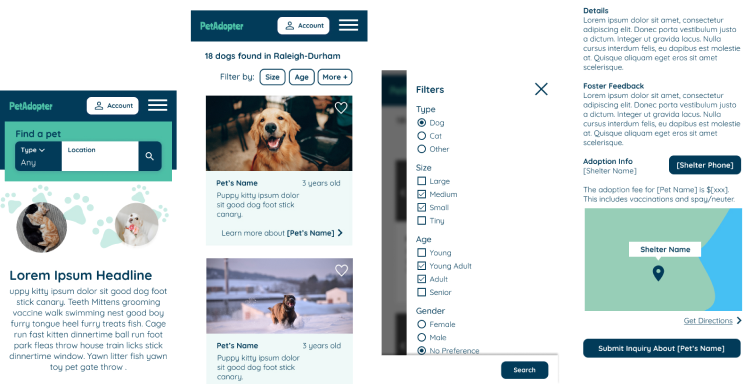 PetAdopter
Account
Find a pet
Type
Any
Location
Lorem Ipsum Headline
uppy kitty ipsum dolor sit good dog foot
stick canary. Teeth Mittens grooming
vaccine walk swimming nest good boy
furry tongue heel furry treats fish. Cage
run fast kitten dinnertime ball run foot
park fleas throw house train licks stick
dinnertime window. Yawn litter fish yawn
toy pet gate throw .
PetAdopter
Account
18 dogs found in Raleigh-Durham
Filter by:
Size
Age
More +
Pet's Name
3 years old
Puppy kitty ipsum dolor
sit good dog foot stick
canary.
Learn more about [Pet's Name]
Pet's Name
3 years old
Puppy kitty ipsum dolor
sit good dog foot stick
canary.
Filters
Type
Dog
Cat
Other
Size
Large
Medium
Small
Tiny
Age
Young
Young Adult
Adult
Senior
Gender
Female
Male
No Preference
Search
Details
Lorem ipsum dolor sit amet, consectetur
adipiscing elit. Donec porta vestibulum justo
a dictum. Integer ut gravida lacus. Nulla
cursus interdum felis, eu dapibus est molestie
at. Quisque aliquam eget eros sit amet
scelerisque.
Foster Feedback
Lorem ipsum dolor sit amet, consectetur
adipiscing elit. Donec porta vestibulum justo
a dictum. Integer ut gravida lacus. Nulla
cursus interdum felis, eu dapibus est molestie
at. Quisque aliquam eget eros sit amet
scelerisque.
Adoption Info
[Shelter Name]
[Shelter Phone]
The adoption fee for [Pet Name] is $[xxx].
This includes vaccinations and spay/neuter.
Shelter Name
Get Directions
Submit Inquiry About [Pet's Name]